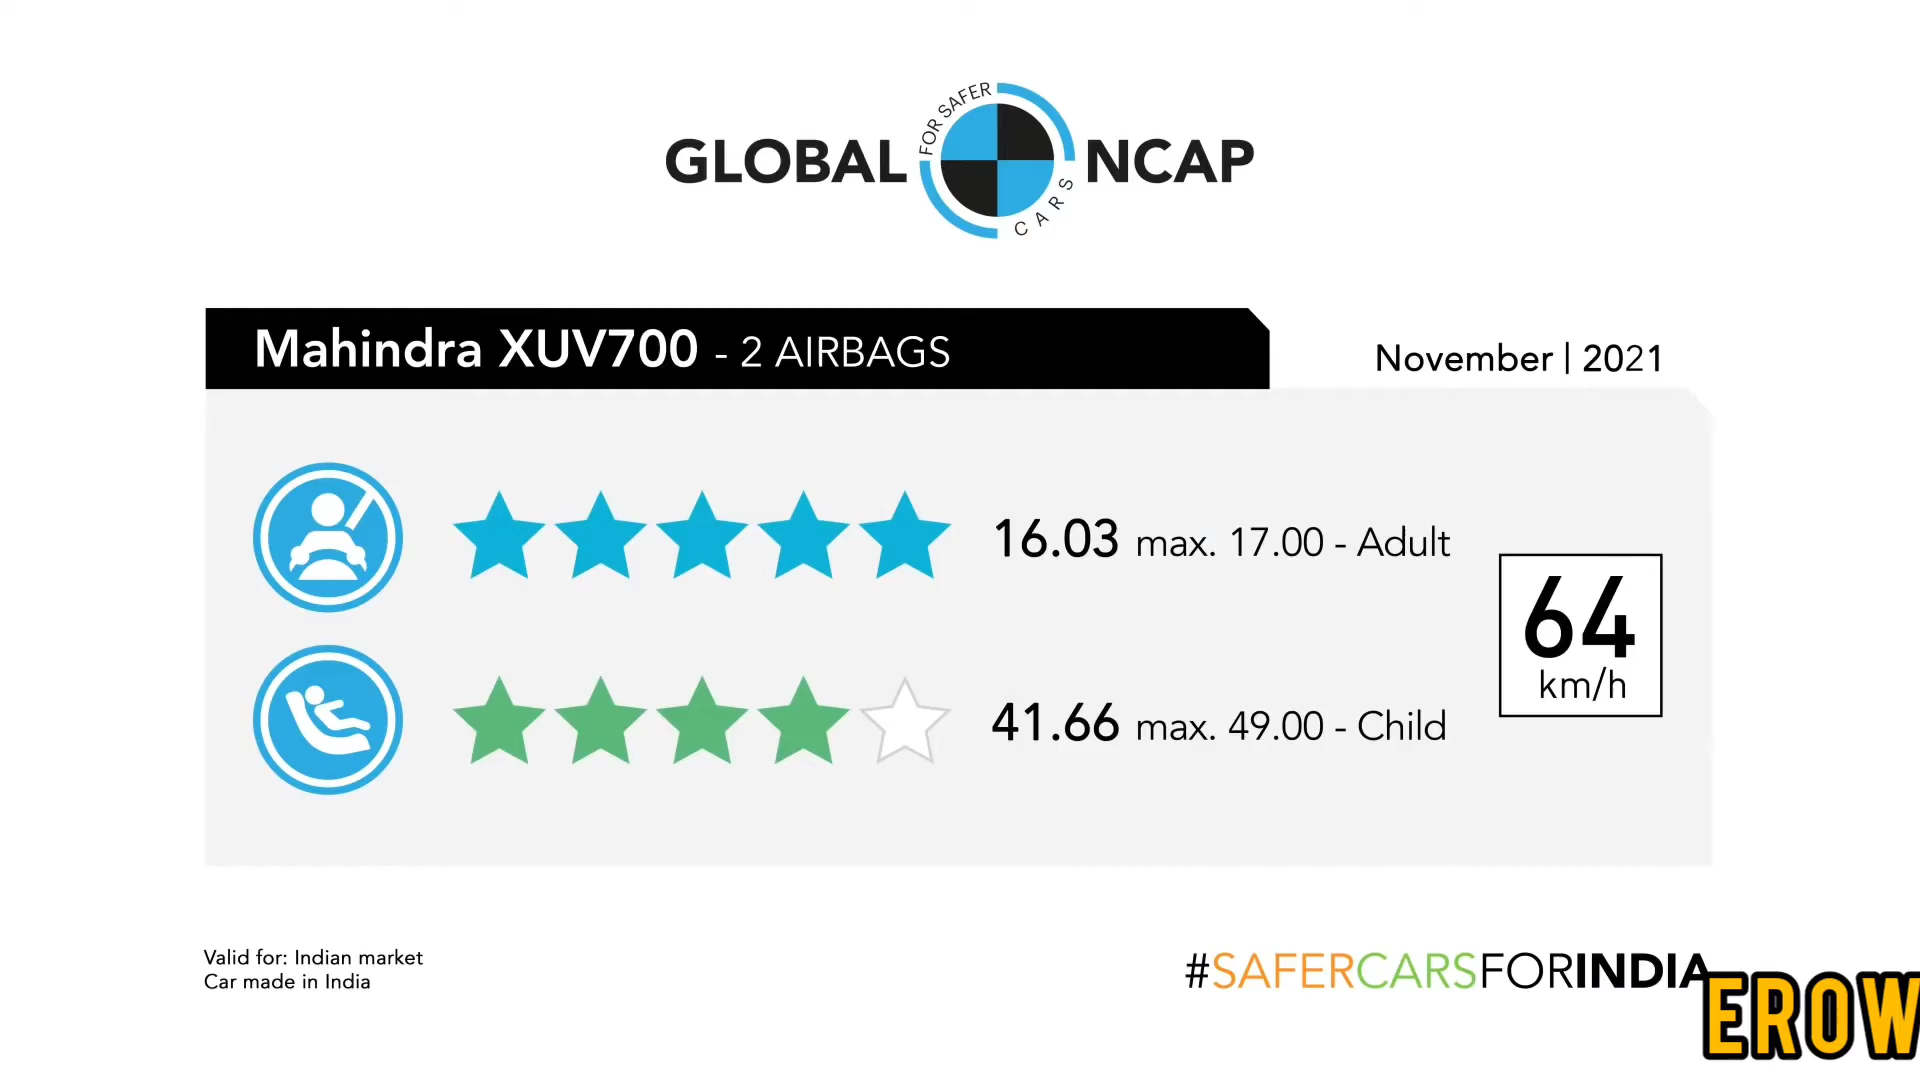 GLOBAL FOR SAFER CARS NCAP
Mahindra XUV700 - 2 AIRBAGS
November | 2021
16.03 max. 17.00 - Adult
64
km/h
41.66 max. 49.00 - Child
Valid for: Indian market
Car made in India
#SAFERCARSFORINDIA
EROW